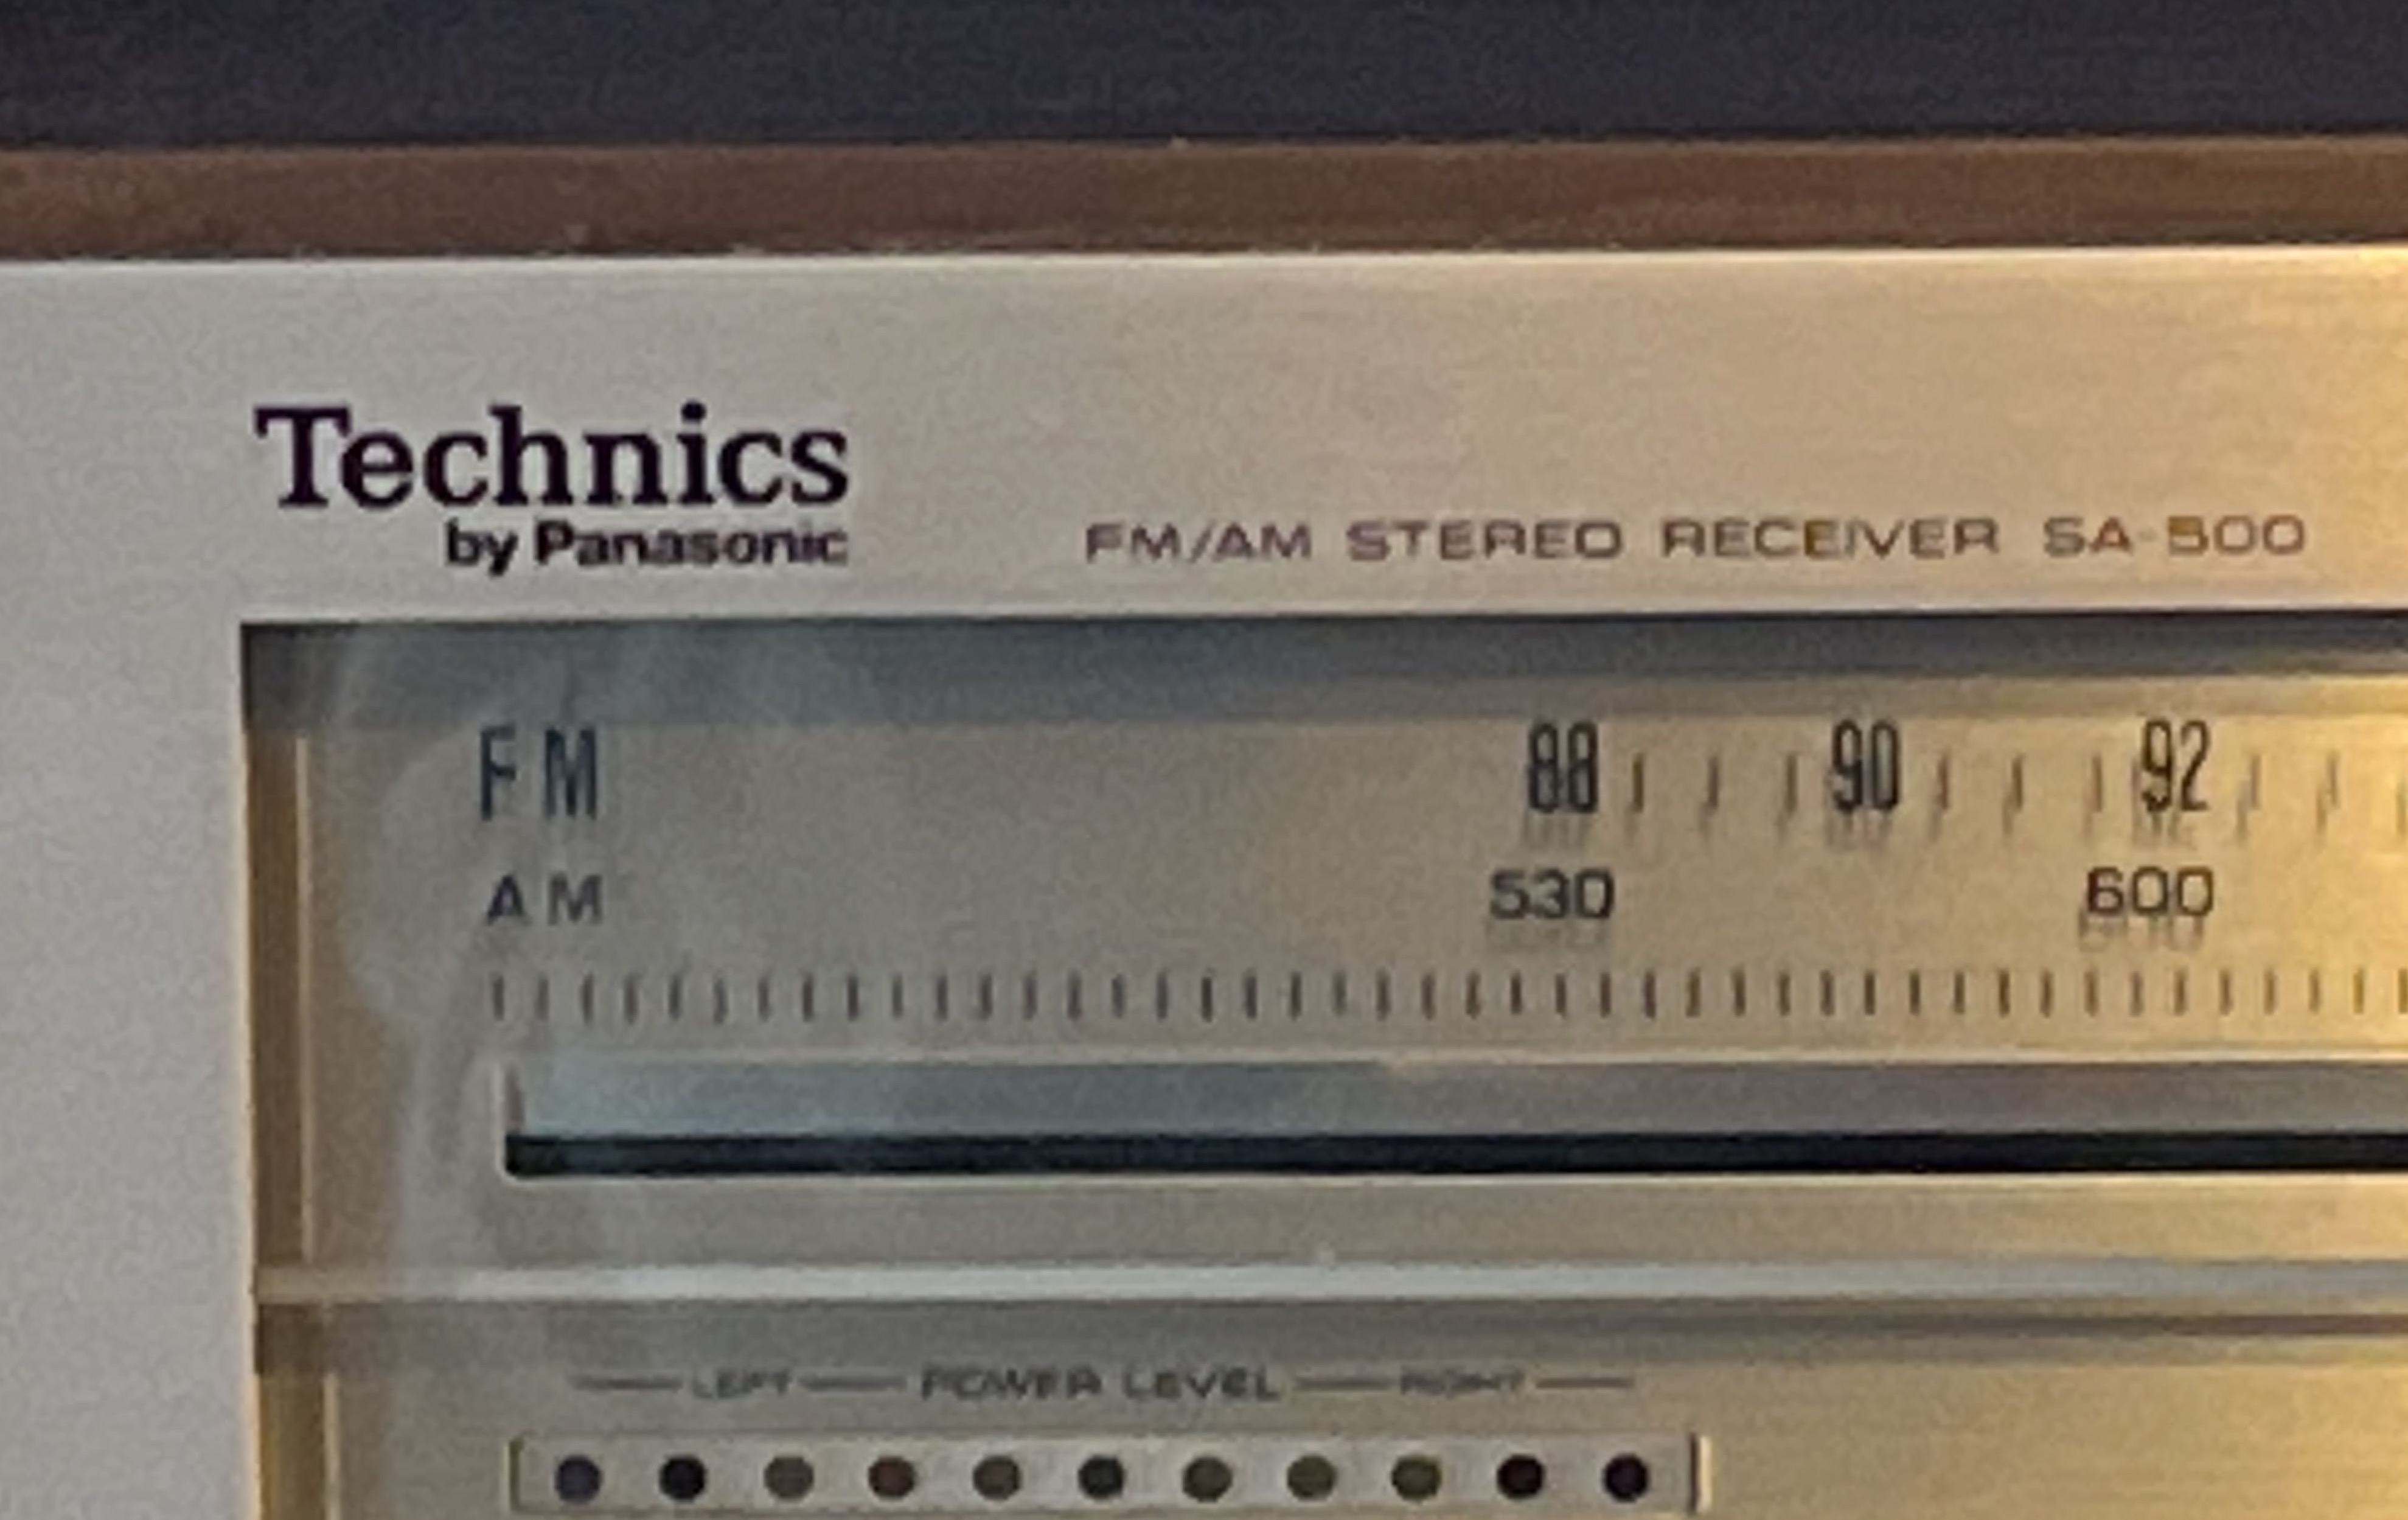 Technics
by Panasonic
FM/AM STEREO RECEIVER SA-500
FM 88 90 92
AM 530 600
LEFT POWER LEVEL RIGHT